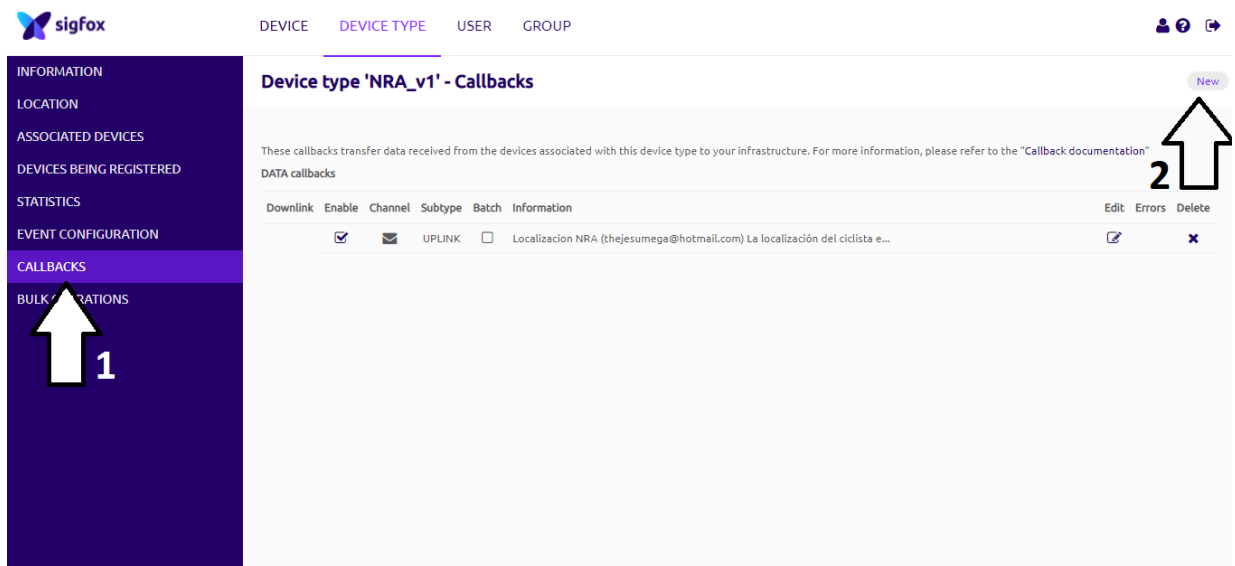 sigfox
DEVICE DEVICE TYPE USER GROUP
INFORMATION
LOCATION
ASSOCIATED DEVICES
DEVICES BEING REGISTERED
STATISTICS
EVENT CONFIGURATION
CALLBACKS
BULK
1
Device type 'NRA_v1' - Callbacks
New
2
These callbacks transfer data received from the devices associated with this device type to your infrastructure. For more information, please refer to the "Callback documentation"
DATA callbacks
Downlink Enable Channel Subtype Batch Information Edit Errors Delete
UPLINK Localizacion NRA (thejesumega@hotmail.com) La localización del ciclista e...